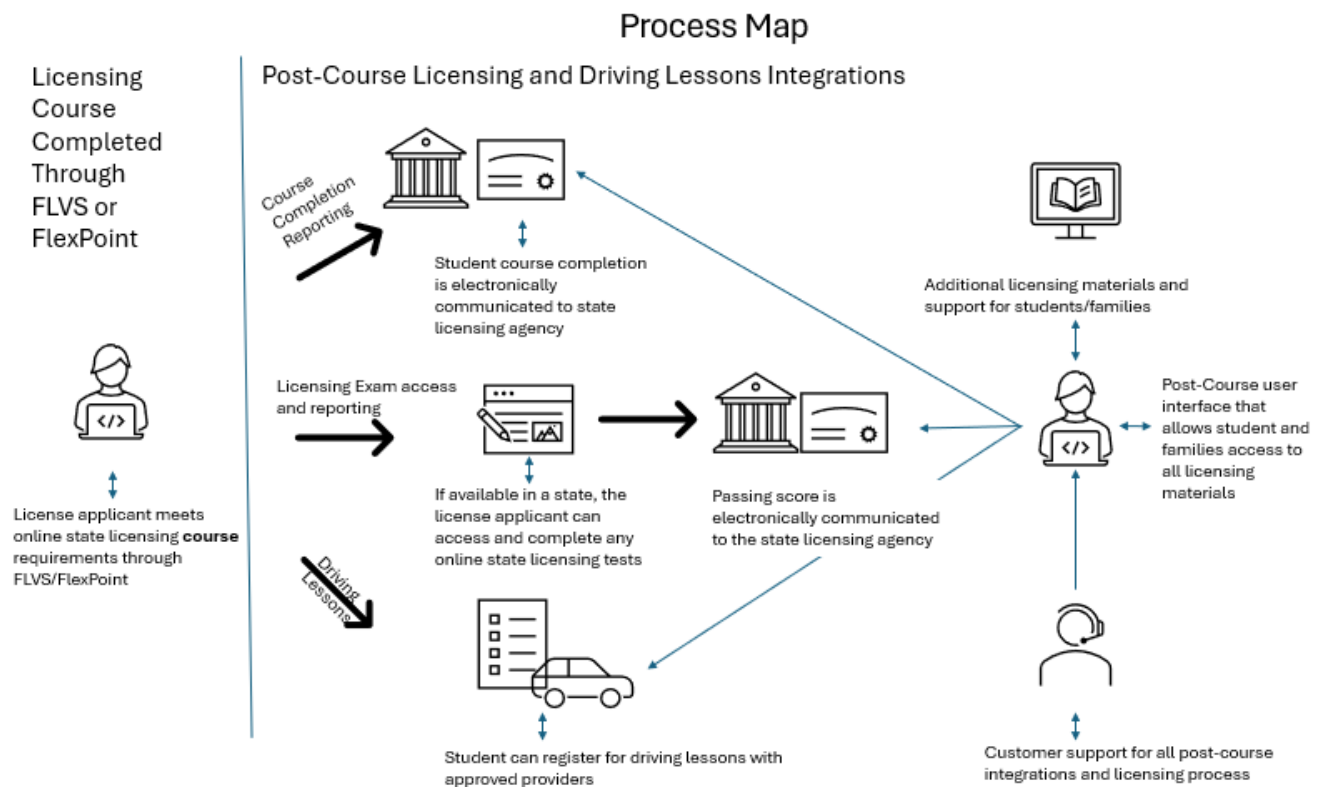 Process Map
Licensing
Course
Completed
Through
FLVS or
FlexPoint
Post-Course Licensing and Driving Lessons Integrations
Course
Completion
Reporting
Student course completion
is electronically
communicated to state
licensing agency
Additional licensing materials and
support for students/families
</>
License applicant meets
online state licensing course
requirements through
FLVS/FlexPoint
Licensing Exam access
and reporting
If available in a state, the
license applicant can
access and complete any
online state licensing tests
Passing score is
electronically communicated
to the state licensing agency
</>
Post-Course user
interface that
allows student and
families access to
all licensing
materials
Driving
Lessons
Student can register for driving lessons with
approved providers
Customer support for all post-course
integrations and licensing process